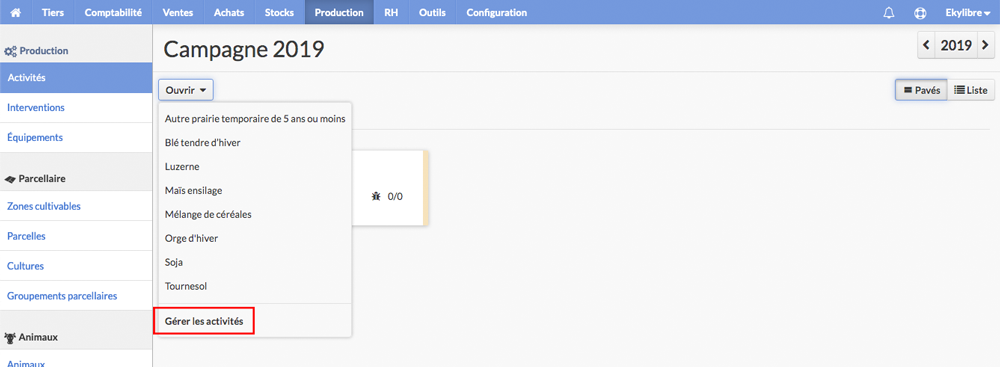 Tiers Comptabilité Ventes Achats Stocks Production RH Outils Configuration Ekylibre
Production
Activités
Interventions
Équipements
Parcellaire
Zones cultivables
Parcelles
Cultures
Groupements parcellaires
Animaux
Animaux
Campagne 2019
2019
Ouvrir
Pavés Liste
Autre prairie temporaire de 5 ans ou moins
Blé tendre d'hiver
Luzerne
Maïs ensilage
Mélange de céréales
Orge d'hiver
Soja
Tournesol
Gérer les activités
0/0